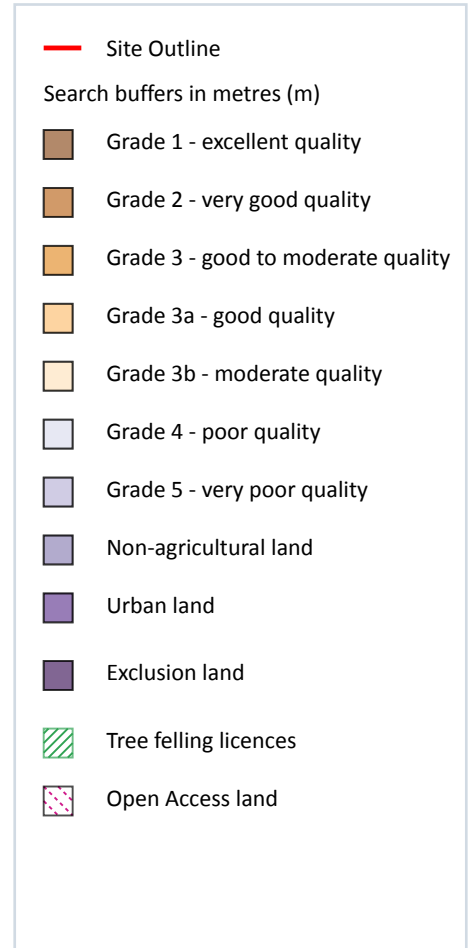 Site Outline
Search buffers in metres (m)
Grade 1 - excellent quality
Grade 2 - very good quality
Grade 3 - good to moderate quality
Grade 3a - good quality
Grade 3b - moderate quality
Grade 4 - poor quality
Grade 5 - very poor quality
Non-agricultural land
Urban land
Exclusion land
Tree felling licences
Open Access land